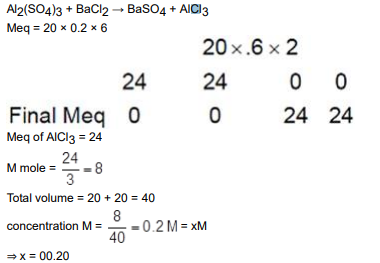 Al2(SO4)3 + BaCl2 → BaSO4 + AlCl3
Meq = 20 × 0.2 × 6
20 × .6 × 2
24 24 0 0
Final Meq 0 0 24 24
Meq of AlCl3 = 24
M mole = 24/3 = 8
Total volume = 20 + 20 = 40
concentration M = 8/40 = 0.2 M = xM
⇒ x = 00.20